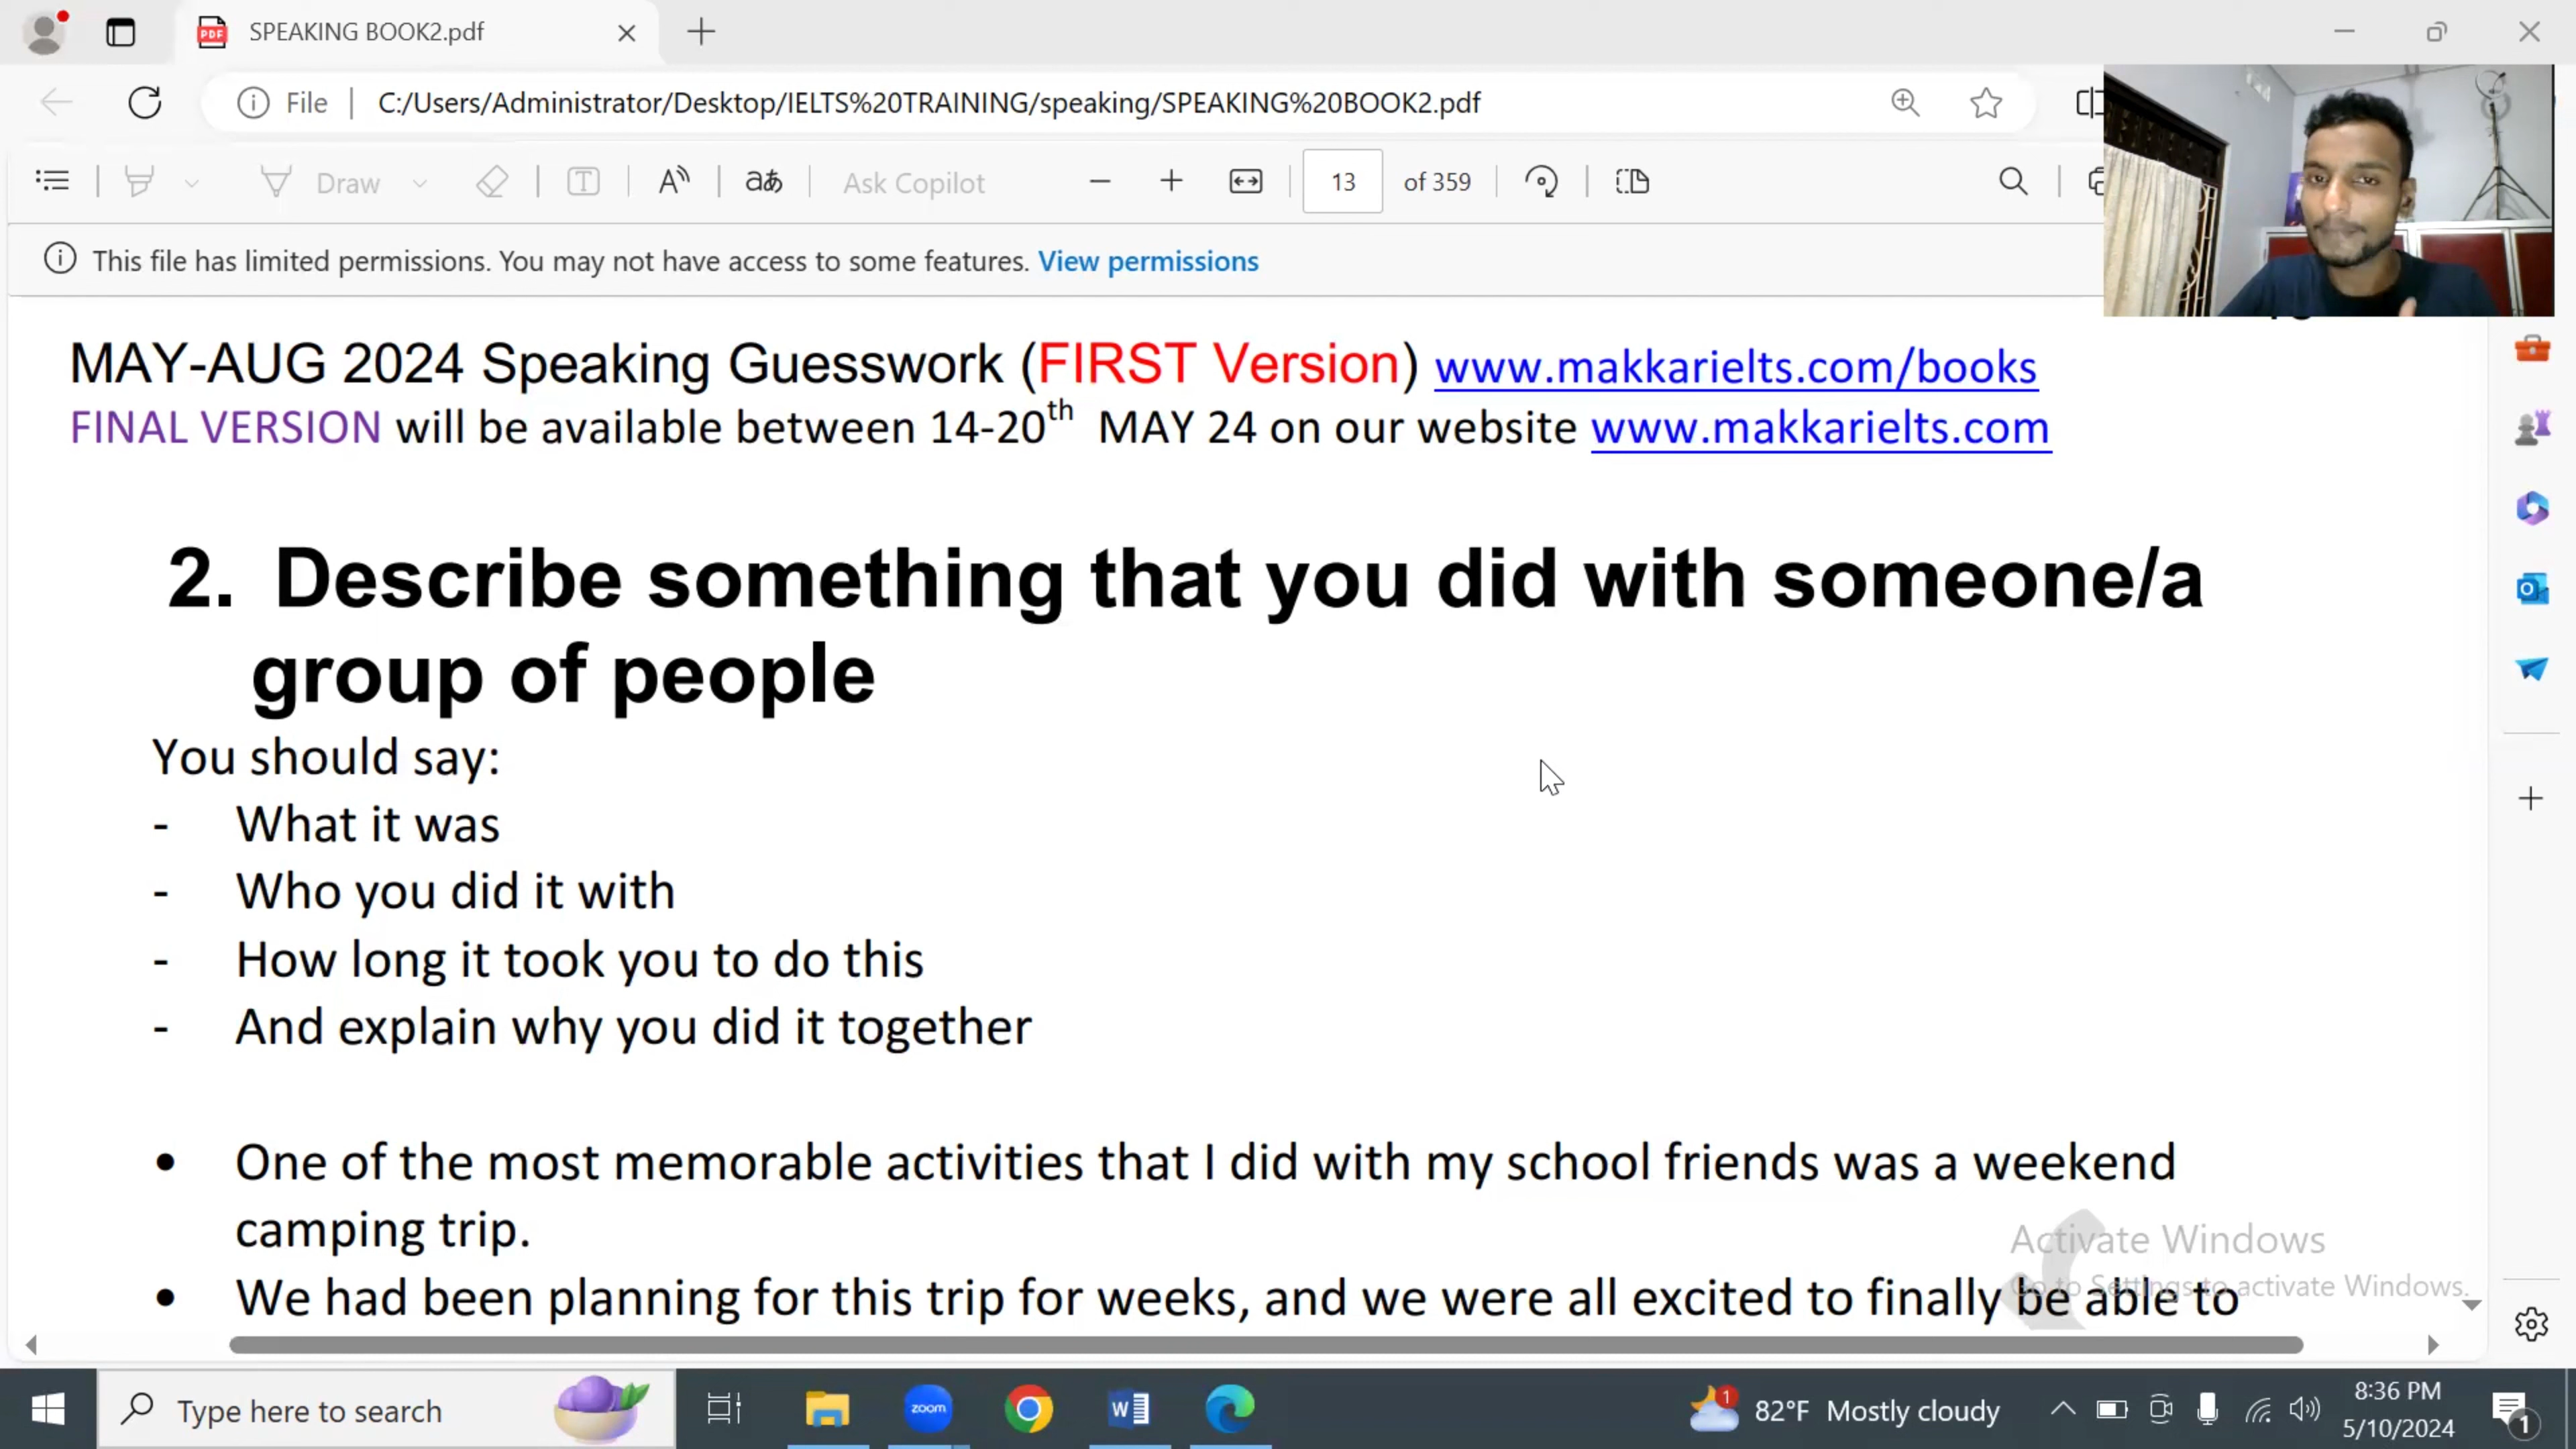 SPEAKING BOOK2.pdf
File | C:/Users/Administrator/Desktop/IELTS%20TRAINING/speaking/SPEAKING%20BOOK2.pdf
Draw Ask Copilot 13 of 359
This file has limited permissions. You may not have access to some features. View permissions
MAY-AUG 2024 Speaking Guesswork (FIRST Version) www.makkarielts.com/books
FINAL VERSION will be available between 14-20th MAY 24 on our website www.makkarielts.com
2. Describe something that you did with someone/a
group of people
You should say:
- What it was
- Who you did it with
- How long it took you to do this
- And explain why you did it together
• One of the most memorable activities that I did with my school friends was a weekend
camping trip.
• We had been planning for this trip for weeks, and we were all excited to finally be able to
Activate Windows
Go to Settings to activate Windows.
Type here to search
zoom
82°F Mostly cloudy
8:36 PM
5/10/2024